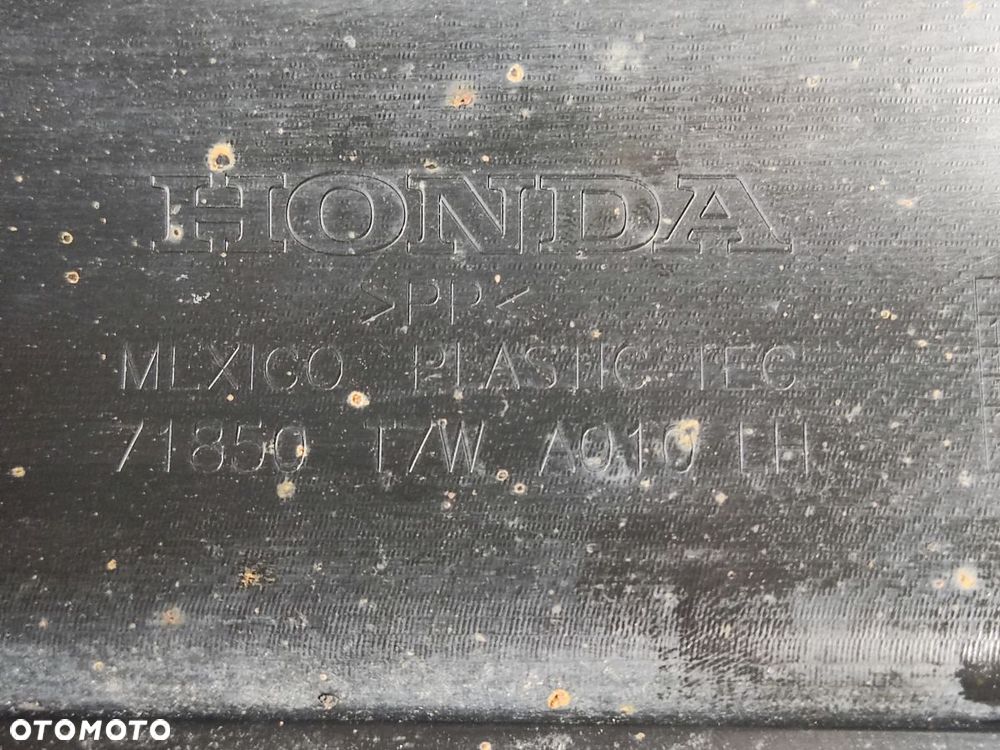 HONDA
>PP<
MEXICO PLASTIC TEC
71850 T7W A010 LH
OTOMOTO